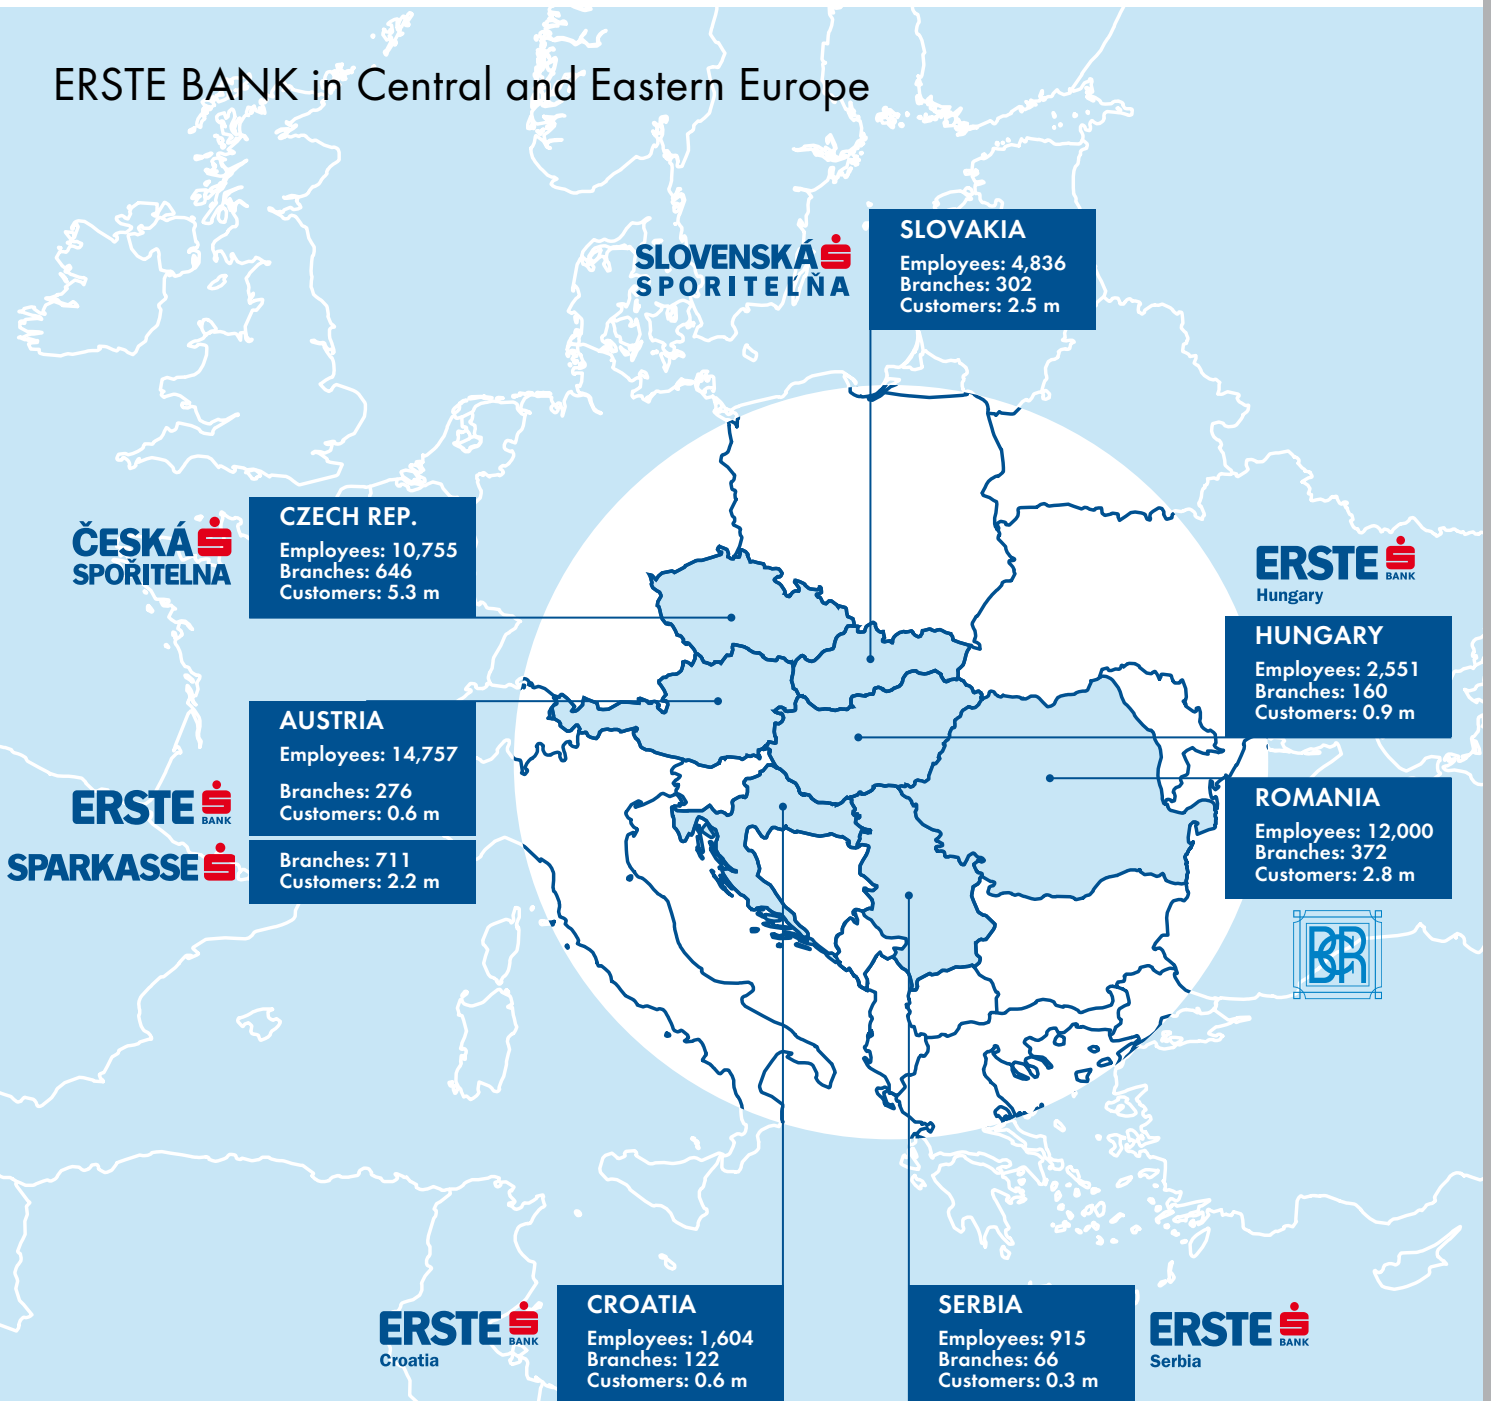 ERSTE BANK in Central and Eastern Europe
SLOVENSKÁ
SPORITEĽŇA
SLOVAKIA
Employees: 4,836
Branches: 302
Customers: 2.5 m
ČESKÁ
SPOŘITELNA
CZECH REP.
Employees: 10,755
Branches: 646
Customers: 5.3 m
ERSTE
BANK
Hungary
HUNGARY
Employees: 2,551
Branches: 160
Customers: 0.9 m
AUSTRIA
Employees: 14,757
Branches: 276
Customers: 0.6 m
ERSTE
BANK
SPARKASSE
Branches: 711
Customers: 2.2 m
ROMANIA
Employees: 12,000
Branches: 372
Customers: 2.8 m
BCR
ERSTE
BANK
Croatia
CROATIA
Employees: 1,604
Branches: 122
Customers: 0.6 m
SERBIA
Employees: 915
Branches: 66
Customers: 0.3 m
ERSTE
BANK
Serbia